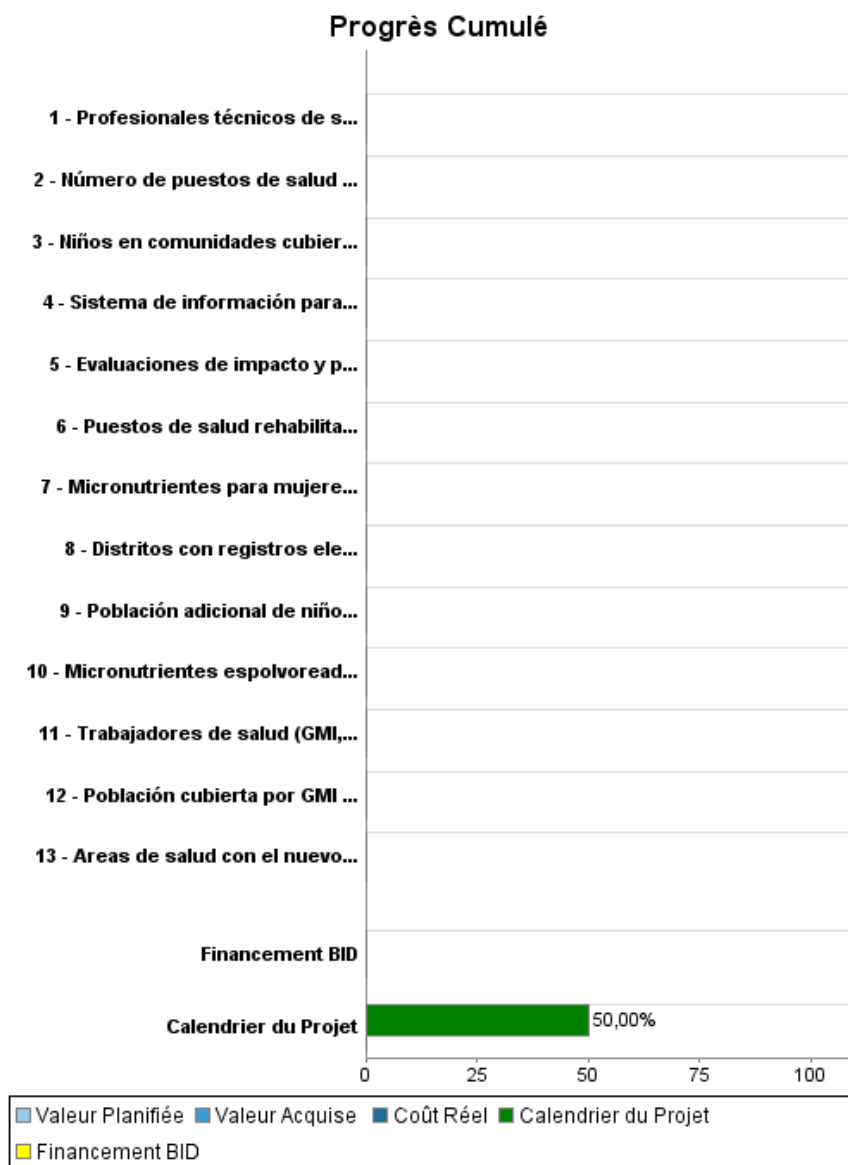 Progrès Cumulé
1 - Profesionales técnicos de s...
2 - Número de puestos de salud ...
3 - Niños en comunidades cubier...
4 - Sistema de información para...
5 - Evaluaciones de impacto y p...
6 - Puestos de salud rehabilita...
7 - Micronutrientes para mujere...
8 - Distritos con registros ele...
9 - Población adicional de niño...
10 - Micronutrientes espolvoread...
11 - Trabajadores de salud (GMI,...
12 - Población cubierta por GMI ...
13 - Areas de salud con el nuevo...
Financement BID
Calendrier du Projet 50,00%
0 25 50 75 100
Valeur Planifiée Valeur Acquise Coût Réel Calendrier du Projet
Financement BID